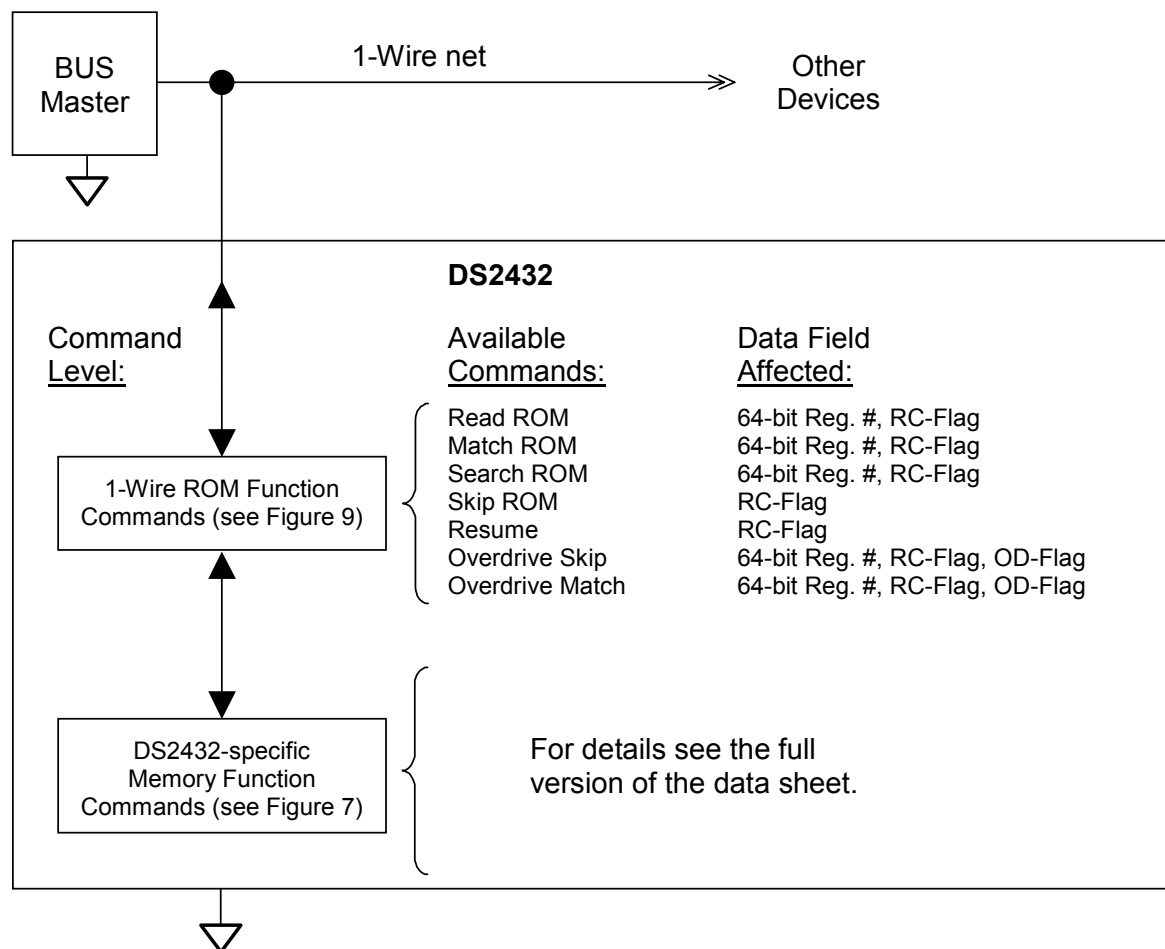 BUS
Master
1-Wire net
Other
Devices
DS2432
Command
Level:
Available
Commands:
Data Field
Affected:
Read ROM 64-bit Reg. #, RC-Flag
Match ROM 64-bit Reg. #, RC-Flag
Search ROM 64-bit Reg. #, RC-Flag
Skip ROM RC-Flag
Resume RC-Flag
Overdrive Skip 64-bit Reg. #, RC-Flag, OD-Flag
Overdrive Match 64-bit Reg. #, RC-Flag, OD-Flag
1-Wire ROM Function
Commands (see Figure 9)
DS2432-specific
Memory Function
Commands (see Figure 7)
For details see the full
version of the data sheet.